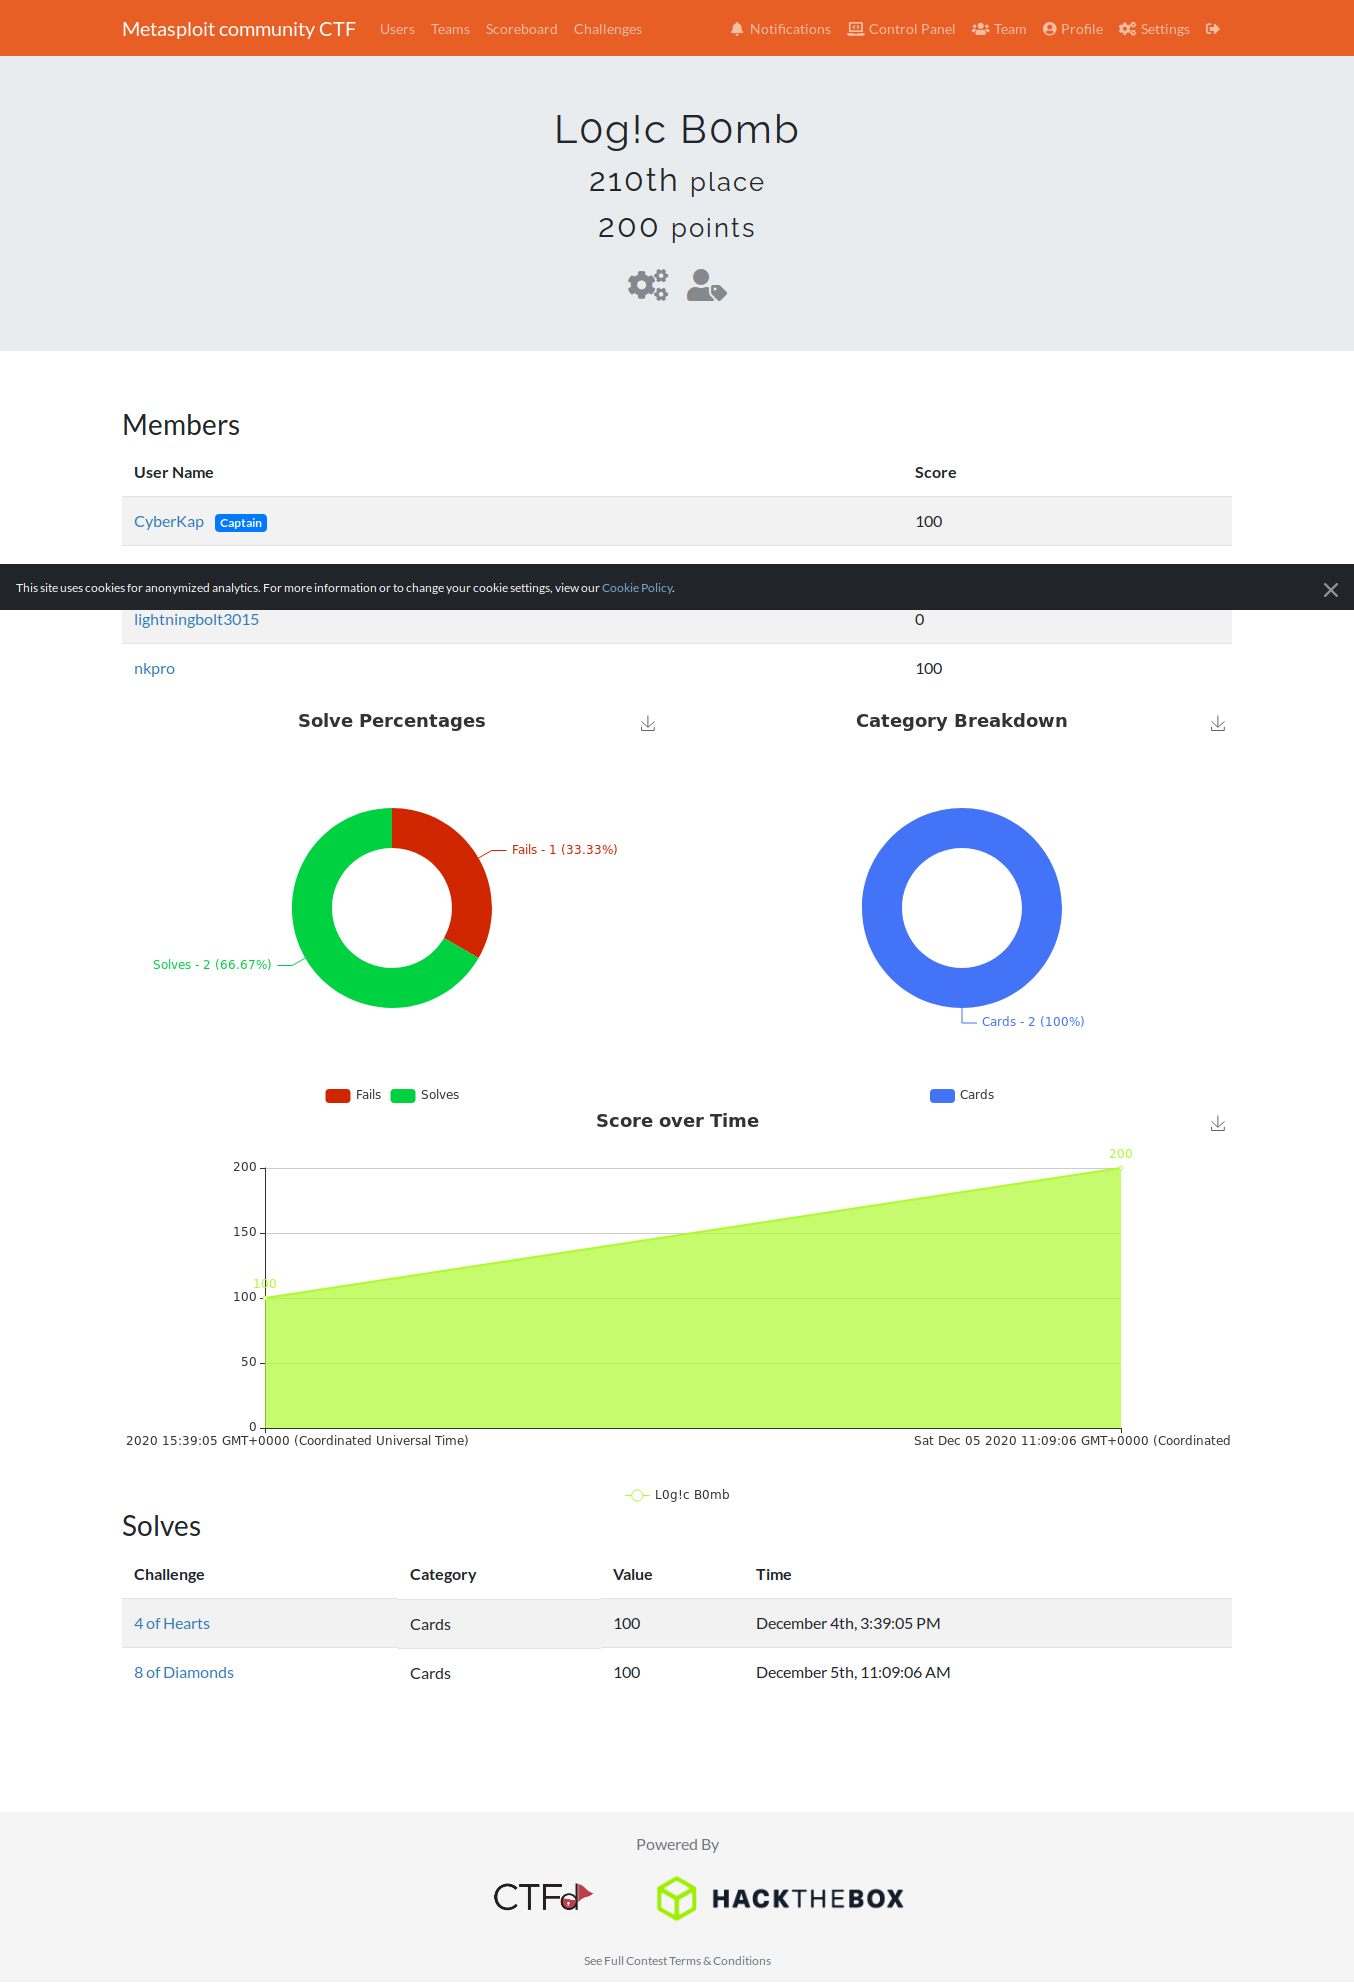 Metasploit community CTF Users Teams Scoreboard Challenges Notifications Control Panel Team Profile Settings
L0g!c B0mb
210th place
200 points
Members
User Name Score
CyberKap Captain 100
This site uses cookies for anonymized analytics. For more information or to change your cookie settings, view our Cookie Policy.
lightningbolt3015 0
nkpro 100
Solve Percentages Category Breakdown
Fails - 1 (33.33%)
Solves - 2 (66.67%)
Cards - 2 (100%)
Fails Solves Cards
Score over Time
200
200
150
100
100
50
0
2020 15:39:05 GMT+0000 (Coordinated Universal Time) Sat Dec 05 2020 11:09:06 GMT+0000 (Coordinated
L0g!c B0mb
Solves
Challenge Category Value Time
4 of Hearts Cards 100 December 4th, 3:39:05 PM
8 of Diamonds Cards 100 December 5th, 11:09:06 AM
Powered By
CTFd HACKTHEBOX
See Full Contest Terms & Conditions